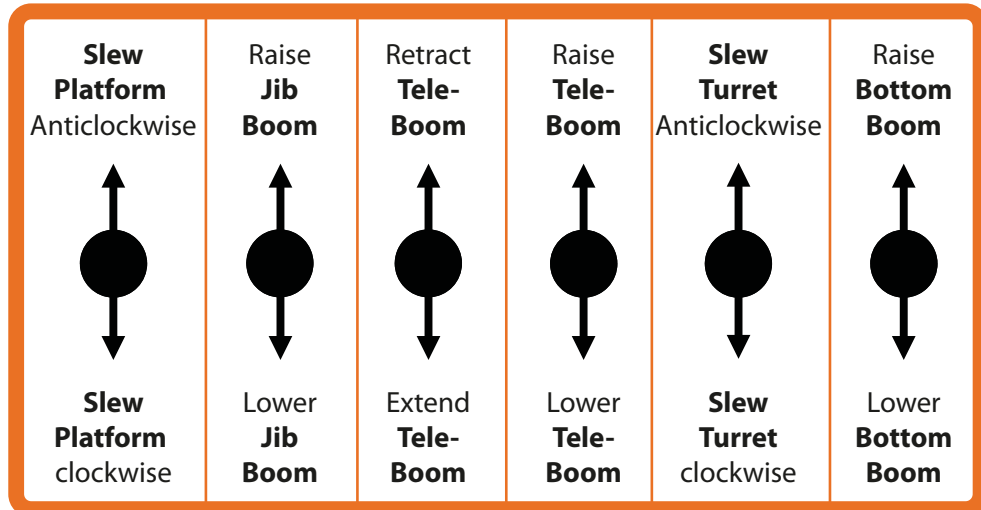 Slew
Platform
Anticlockwise
Raise
Jib
Boom
Retract
Tele-
Boom
Raise
Tele-
Boom
Slew
Turret
Anticlockwise
Raise
Bottom
Boom
Slew
Platform
clockwise
Lower
Jib
Boom
Extend
Tele-
Boom
Lower
Tele-
Boom
Slew
Turret
clockwise
Lower
Bottom
Boom